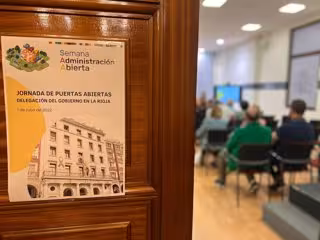 Semana
Administración
Abierta
JORNADA DE PUERTAS ABIERTAS
DELEGACIÓN DEL GOBIERNO EN LA RIOJA